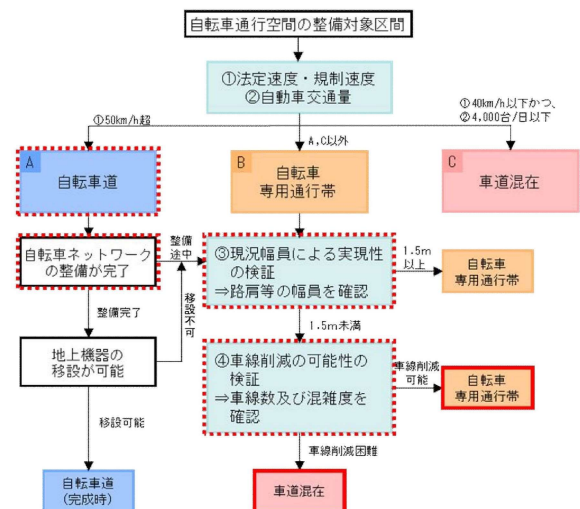 自転車通行空間の整備対象区間
①法定速度・規制速度
②自動車交通量
①50km/h超
A,C以外
①40km/h以下かつ、
②4,000台/日以下
A
自転車道
B
自転車
専用通行帯
C
車道混在
自転車ネットワーク
の整備が完了
整備
途中
③現況幅員による実現性
の検証
⇒路肩等の幅員を確認
1.5m
以上
自転車
専用通行帯
整備完了
移設不可
1.5m未満
地上機器の
移設が可能
④車線削減の可能性の
検証
⇒車線数及び混雑度を
確認
車線削減
可能
自転車
専用通行帯
移設可能
車線削減困難
自転車道
(完成時)
車道混在